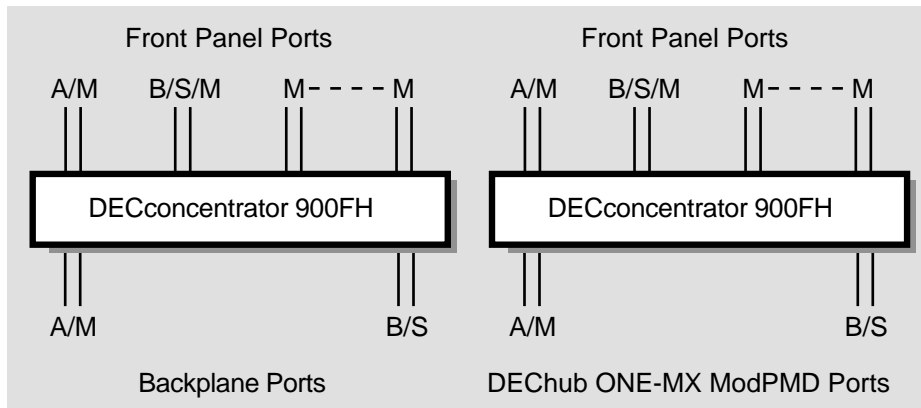 Front Panel Ports
A/M B/S/M M - - - - M
DECconcentrator 900FH
A/M B/S
Backplane Ports
Front Panel Ports
A/M B/S/M M - - - - M
DECconcentrator 900FH
A/M B/S
DEChub ONE-MX ModPMD Ports